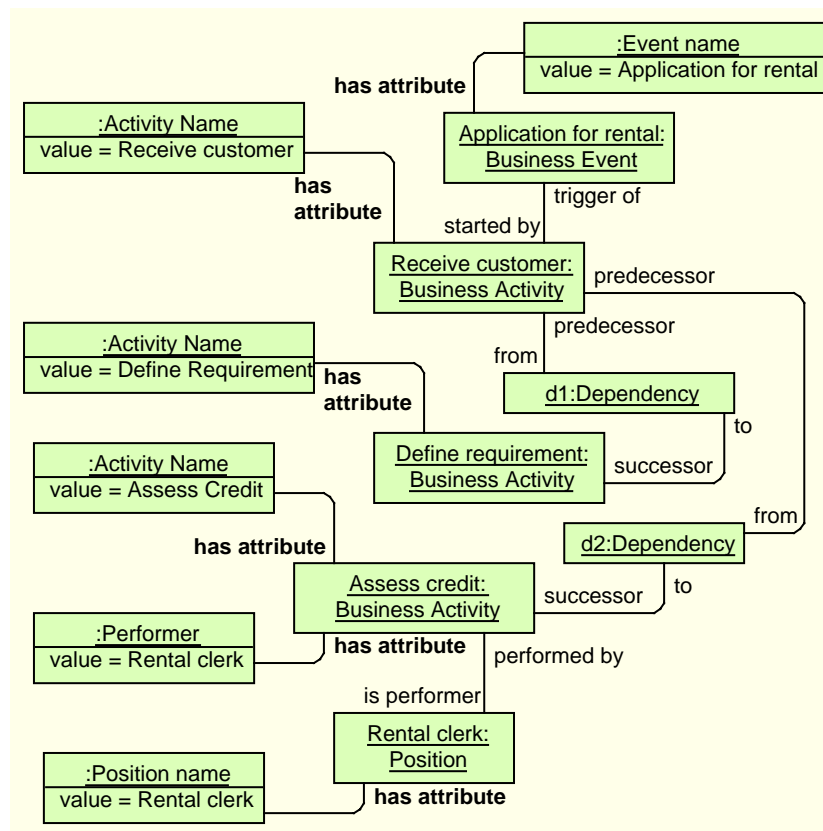 :Event name
value = Application for rental
has attribute
:Activity Name
value = Receive customer
Application for rental:
Business Event
has
attribute
trigger of
started by
Receive customer:
Business Activity
predecessor
predecessor
:Activity Name
value = Define Requirement
from
has
attribute
d1:Dependency
to
Define requirement:
Business Activity
successor
:Activity Name
value = Assess Credit
from
has attribute
d2:Dependency
Assess credit:
Business Activity
successor
to
:Performer
value = Rental clerk
has attribute
performed by
is performer
Rental clerk:
Position
:Position name
value = Rental clerk
has attribute